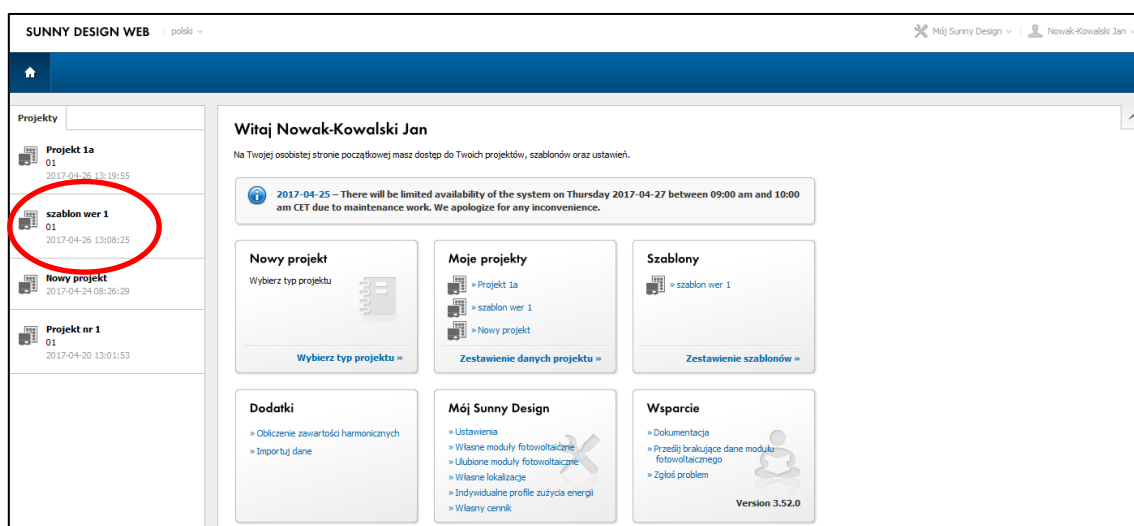 SUNNY DESIGN WEB polski
Mój Sunny Design Nowak-Kowalski Jan
Projekty
Projekt 1a
01
2017-04-26 13:19:55
szablon wer 1
01
2017-04-26 13:08:25
Nowy projekt
2017-04-24 08:26:29
Projekt nr 1
01
2017-04-20 13:01:53
Witaj Nowak-Kowalski Jan
Na Twojej osobistej stronie początkowej masz dostęp do Twoich projektów, szablonów oraz ustawień.
2017-04-25 – There will be limited availability of the system on Thursday 2017-04-27 between 09:00 am and 10:00
am CET due to maintenance work. We apologize for any inconvenience.
Nowy projekt
Wybierz typ projektu
Wybierz typ projektu »
Moje projekty
» Projekt 1a
» szablon wer 1
» Nowy projekt
Zestawienie danych projektu »
Szablony
» szablon wer 1
Zestawienie szablonów »
Dodatki
» Obliczenie zawartości harmonicznych
» Importuj dane
Mój Sunny Design
» Ustawienia
» Własne moduły fotowoltaiczne
» Ulubione moduły fotowoltaiczne
» Własne lokalizacje
» Indywidualne profile zużycia energii
» Własny cennik
Wsparcie
» Dokumentacja
» Prześlij brakujące dane modułu
fotowoltaicznego
» Zgłoś problem
Version 3.52.0